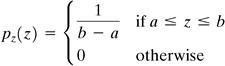 p_z(z) = { 1 / (b − a) if a ≤ z ≤ b
0 otherwise